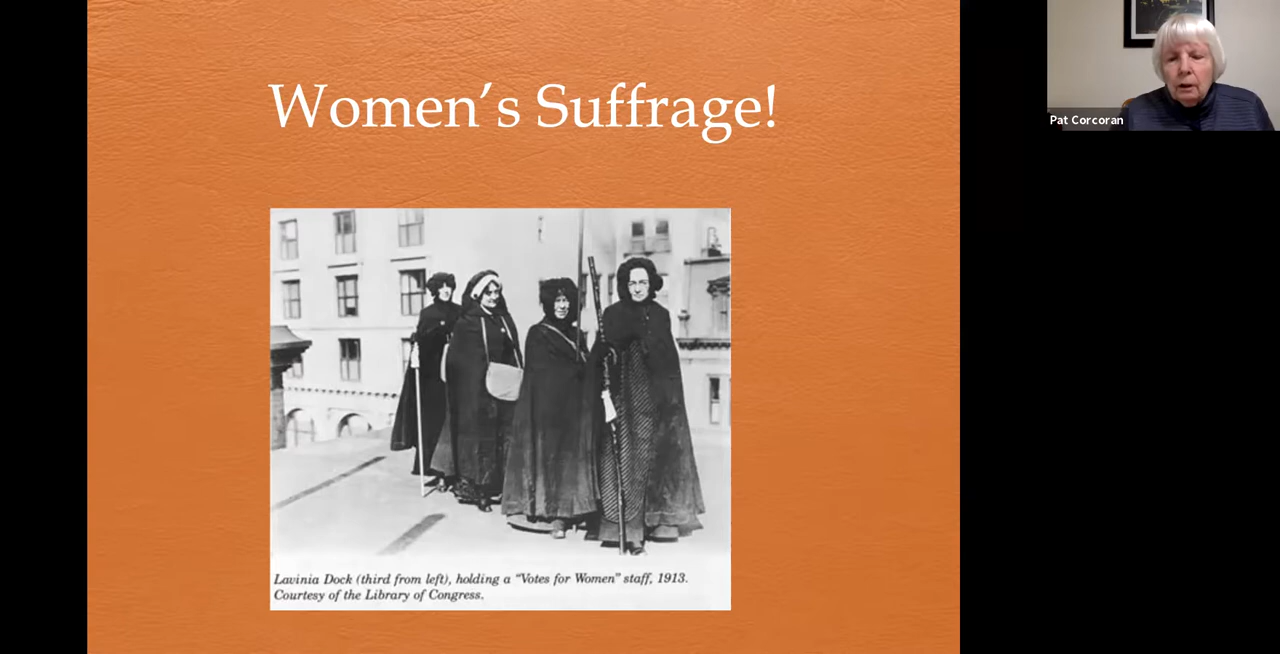 Women’s Suffrage!
Pat Corcoran
Lavinia Dock (third from left), holding a "Votes for Women" staff, 1913.
Courtesy of the Library of Congress.